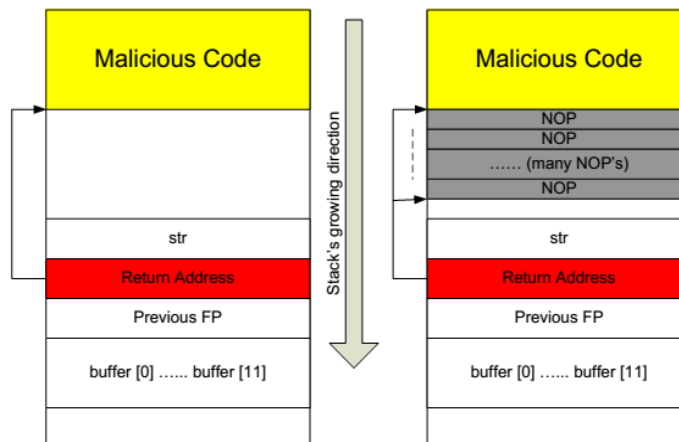 Malicious Code
str
Return Address
Previous FP
buffer [0] …... buffer [11]
Stack's growing direction
Malicious Code
NOP
NOP
…... (many NOP's)
NOP
str
Return Address
Previous FP
buffer [0] …... buffer [11]